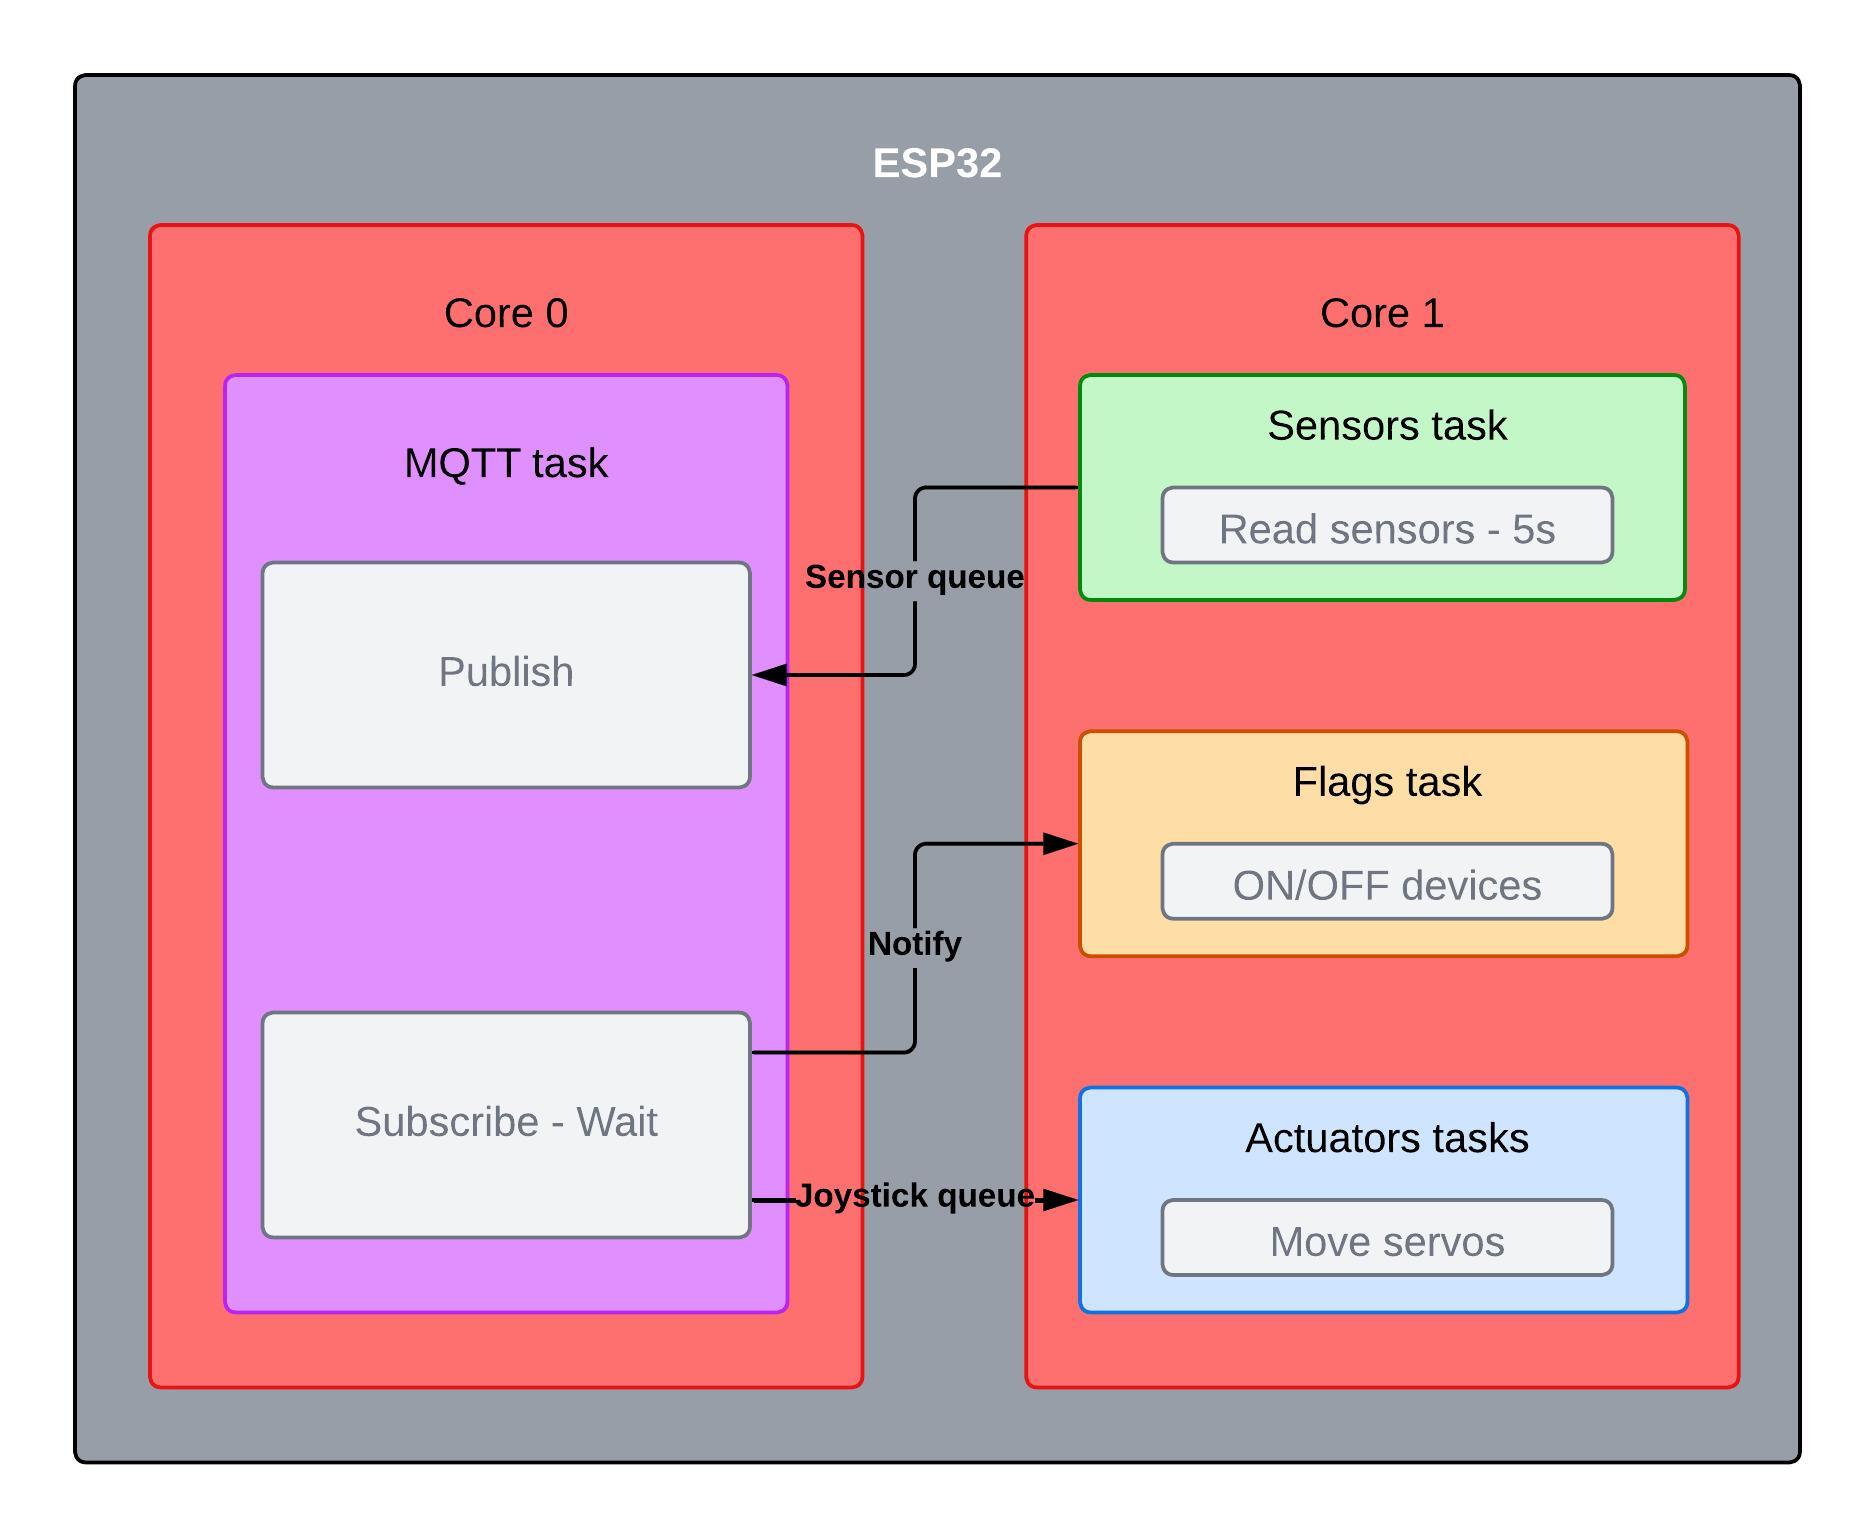 ESP32
Core 0
MQTT task
Publish
Subscribe - Wait
Sensor queue
Notify
Joystick queue
Core 1
Sensors task
Read sensors - 5s
Flags task
ON/OFF devices
Actuators tasks
Move servos